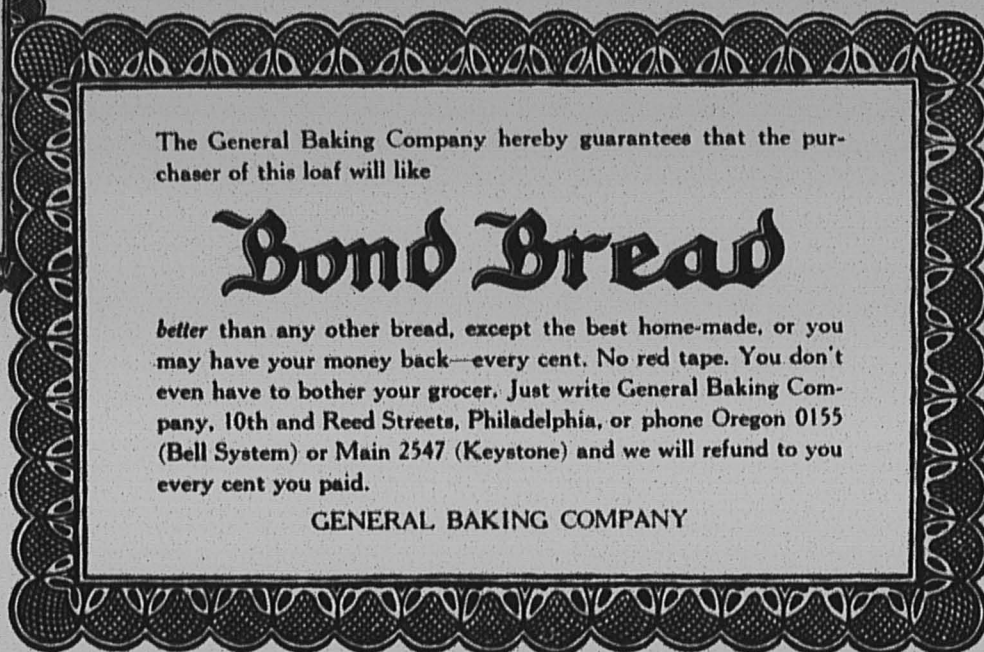 The General Baking Company hereby guarantees that the pur-
chaser of this loaf will like
Bond Bread
better than any other bread, except the best home-made, or you
may have your money back—every cent. No red tape. You don't
even have to bother your grocer. Just write General Baking Com-
pany, 10th and Reed Streets, Philadelphia, or phone Oregon 0155
(Bell System) or Main 2547 (Keystone) and we will refund to you
every cent you paid.
GENERAL BAKING COMPANY